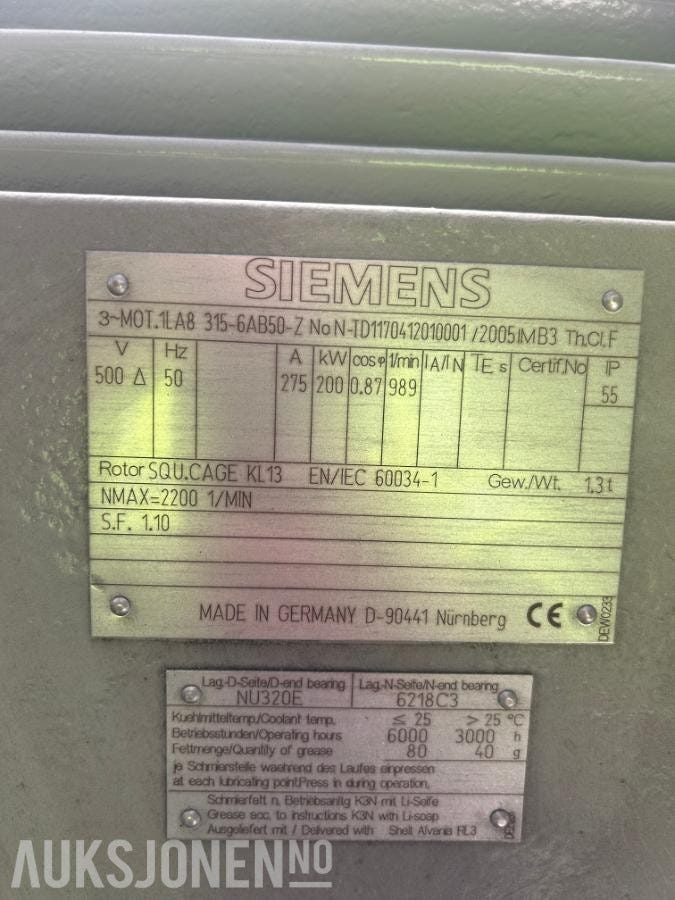 SIEMENS
3~MOT.1LA8 315-6AB50-Z No N-TD1170412010001 /2005 IMB3 Th.Cl.F
V Hz A kW cosφ 1/min IA/IN TE s Certif.No IP
500 Δ 50 275 200 0.87 989 55
Rotor SQU.CAGE KL13 EN/IEC 60034-1 Gew./Wt. 1,3 t
NMAX=2200 1/MIN
S.F. 1.10
MADE IN GERMANY D-90441 Nürnberg CE
DEW0233
Lag.-D-Seite/D-end bearing Lag.-N-Seite/N-end bearing
NU320E 6218C3
Kuehlmitteltemp./Coolant temp. ≤ 25 > 25 °C
Betriebsstunden/Operating hours 6000 3000 h
Fettmenge/Quantity of grease 80 40 g
je Schmierstelle waehrend des Laufes einpressen
at each lubricating point.Press in during operation.
Schmierfett n. Betriebsanltg K3N mit Li-Seife
Grease acc. to instructions K3N with Li-soap
Ausgeliefert mit / Delivered with Shell Alvania RL3
AUKSJONEN NO